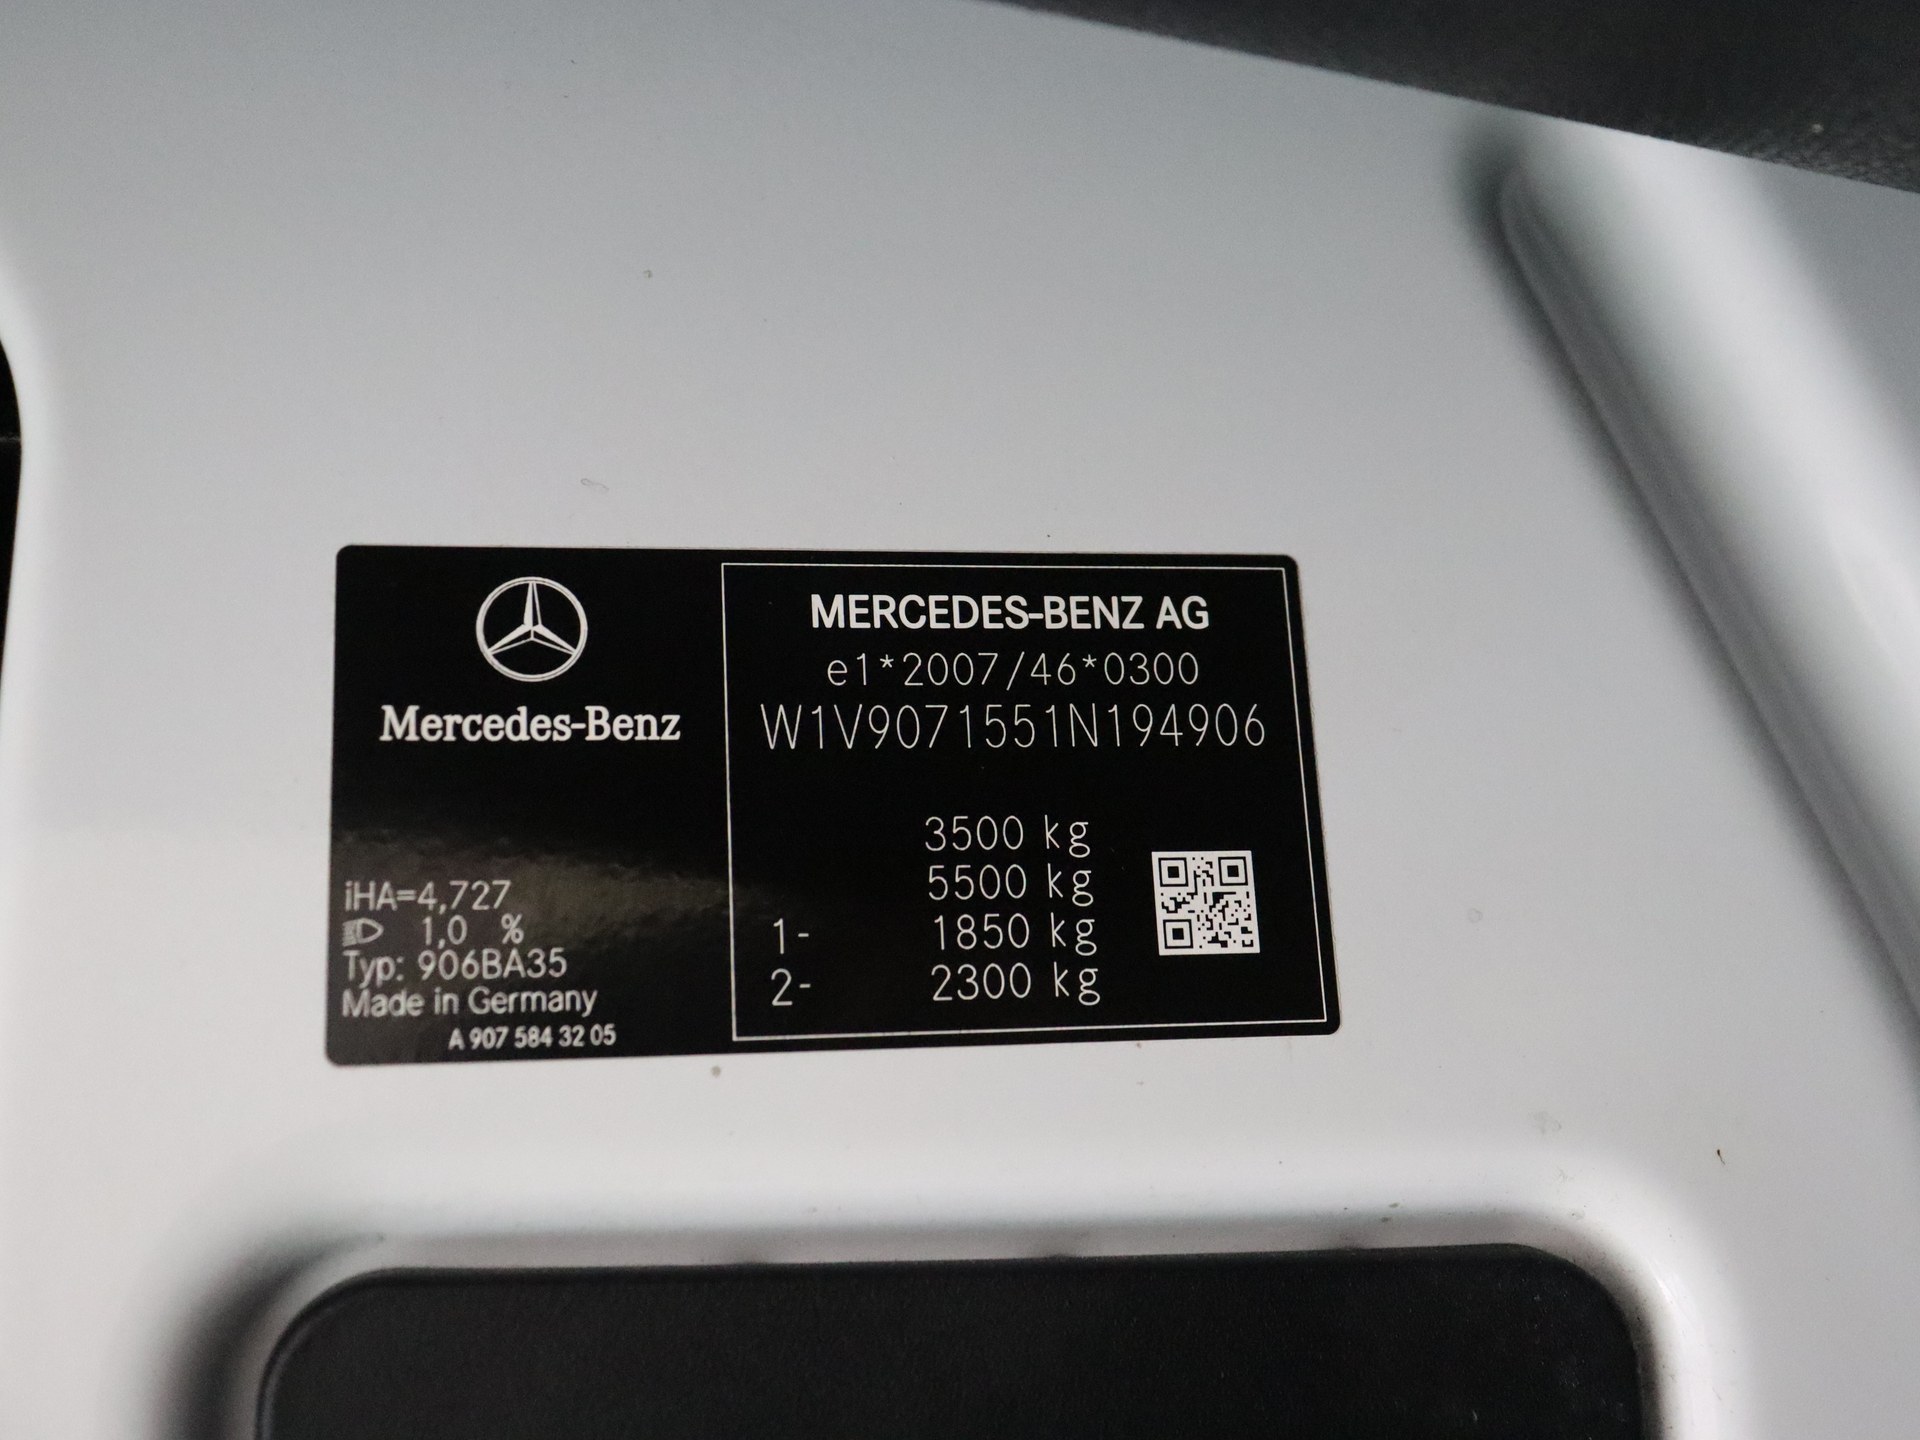 Mercedes-Benz
iHA=4,727
1,0 %
Typ: 906BA35
Made in Germany
A 907 584 32 05
MERCEDES-BENZ AG
e1*2007/46*0300
W1V9071551N194906
3500 kg
5500 kg
1- 1850 kg
2- 2300 kg